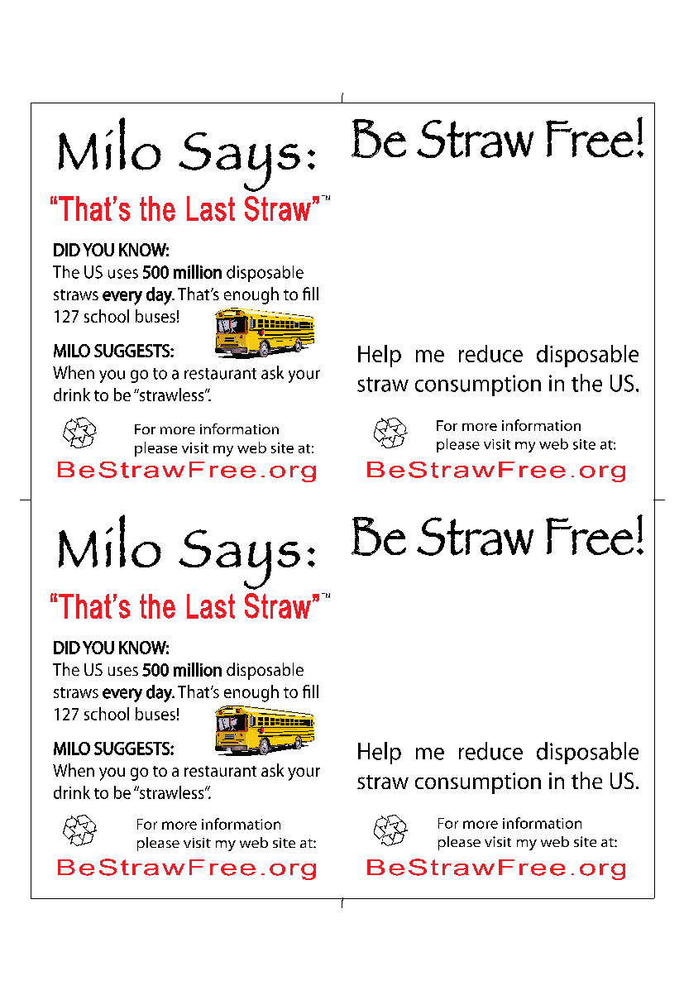 Milo Says:
“That’s the Last Straw”™
DID YOU KNOW:
The US uses 500 million disposable
straws every day. That’s enough to fill
127 school buses!
MILO SUGGESTS:
When you go to a restaurant ask your
drink to be “strawless“.
For more information
please visit my web site at:
BeStrawFree.org
Be Straw Free!
Help me reduce disposable
straw consumption in the US.
For more information
please visit my web site at:
BeStrawFree.org
Milo Says:
“That’s the Last Straw”™
DID YOU KNOW:
The US uses 500 million disposable
straws every day. That’s enough to fill
127 school buses!
MILO SUGGESTS:
When you go to a restaurant ask your
drink to be “strawless“.
For more information
please visit my web site at:
BeStrawFree.org
Be Straw Free!
Help me reduce disposable
straw consumption in the US.
For more information
please visit my web site at:
BeStrawFree.org